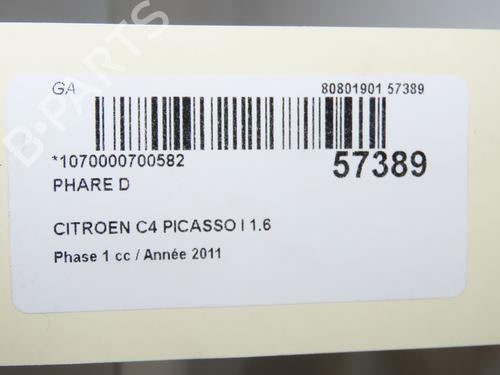 GA 80801901 57389
*1070000700582 57389
PHARE D
CITROEN C4 PICASSO I 1.6
Phase 1 cc / Année 2011
B-PARTS